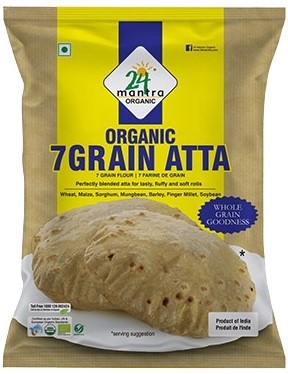 24
mantra
ORGANIC
ORGANIC
7GRAIN ATTA
7 GRAIN FLOUR | 7 FARINE DE GRAIN
Perfectly blended atta for tasty, fluffy and soft rolis
Wheat, Maize, Sorghum, Mungbean, Barley, Finger Millet, Soybean
WHOLE
GRAIN
GOODNESS
*
Product of India
Produit de l'Inde
*serving suggestion